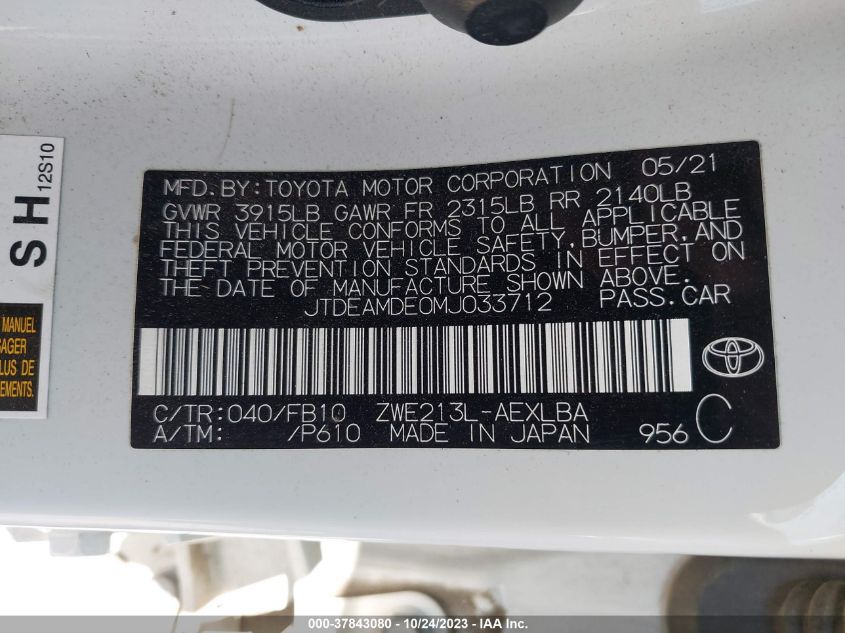 MFD. BY: TOYOTA MOTOR CORPORATION 05/21
GVWR 3915LB GAWR FR 2315LB RR 2140LB
THIS VEHICLE CONFORMS TO ALL APPLICABLE
FEDERAL MOTOR VEHICLE SAFETY, BUMPER, AND
THEFT PREVENTION STANDARDS IN EFFECT ON
THE DATE OF MANUFACTURE SHOWN ABOVE.
JTDEAMDE0MJ033712 PASS.CAR
C/TR: 040/FB10 ZWE213L-AEXLBA
A/TM: /P610 MADE IN JAPAN 956 C
S H
12S10
MANUEL
LUS DE
EMENTS.
000-37843080 - 10/24/2023 - IAA Inc.